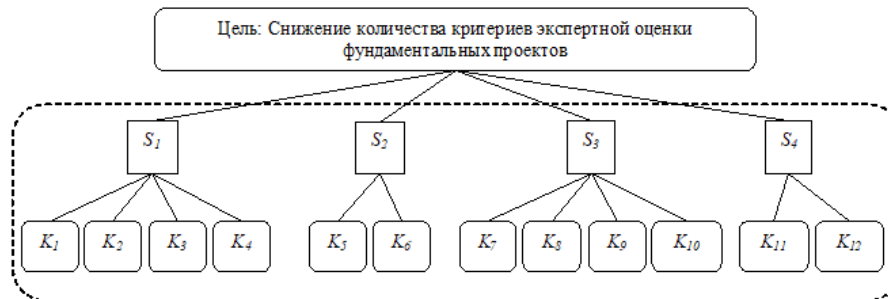 Цель: Снижение количества критериев экспертной оценки
фундаментальных проектов
S1 S2 S3 S4
K1 K2 K3 K4 K5 K6 K7 K8 K9 K10 K11 K12